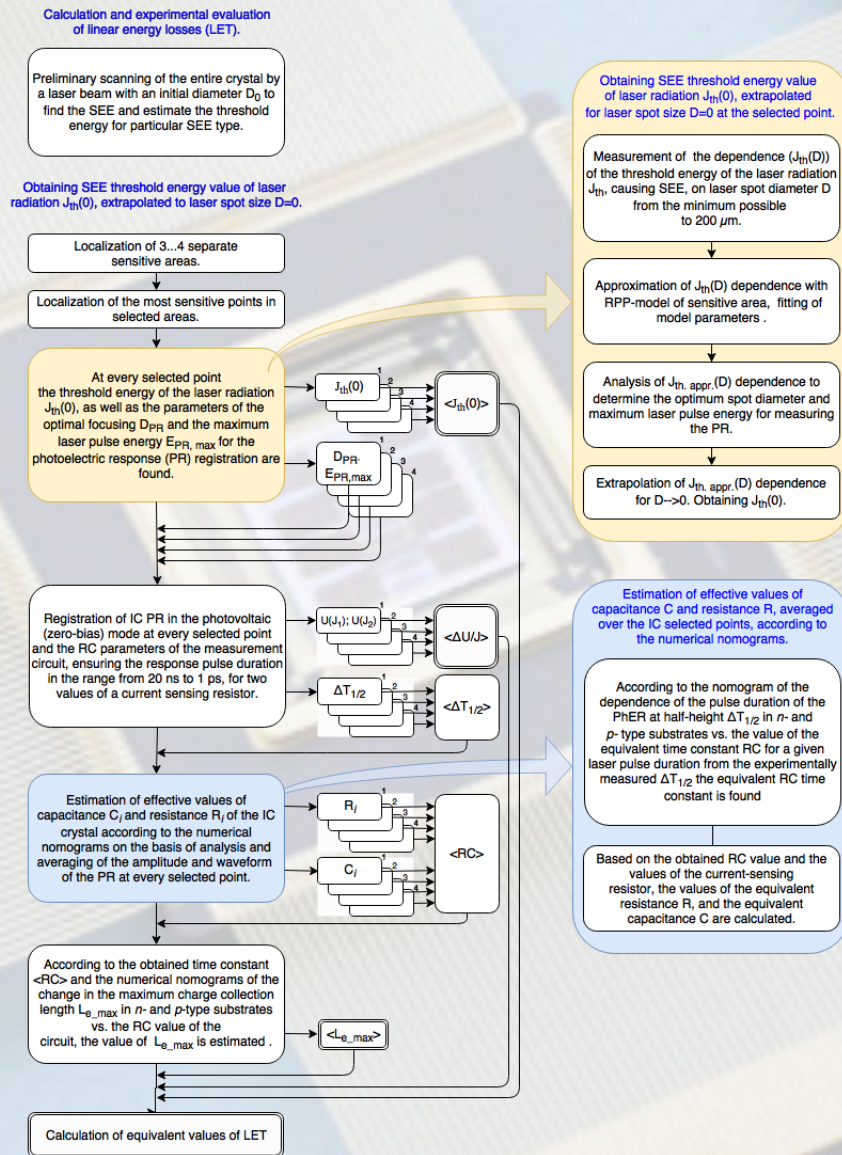 Calculation and experimental evaluation
of linear energy losses (LET).
Preliminary scanning of the entire crystal by
a laser beam with an initial diameter D0 to
find the SEE and estimate the threshold
energy for particular SEE type.
Obtaining SEE threshold energy value of laser
radiation Jth(0), extrapolated to laser spot size D=0.
Localization of 3...4 separate
sensitive areas.
Localization of the most sensitive points in
selected areas.
At every selected point
the threshold energy of the laser radiation
Jth(0), as well as the parameters of the
optimal focusing DPR and the maximum
laser pulse energy EPR, max for the
photoelectric response (PR) registration are
found.
Jth(0)
1
2
3
4
<Jth(0)>
DPR.
EPR,max
1
2
3
4
Registration of IC PR in the photovoltaic
(zero-bias) mode at every selected point
and the RC parameters of the measurement
circuit, ensuring the response pulse duration
in the range from 20 ns to 1 ps, for two
values of a current sensing resistor.
U(J1); U(J2)
1
2
3
4
<ΔU/J>
ΔT1/2
1
2
3
4
<ΔT1/2>
Estimation of effective values of
capacitance Ci and resistance Ri of the IC
crystal according to the numerical
nomograms on the basis of analysis and
averaging of the amplitude and waveform
of the PR at every selected point.
Ri
1
2
3
4
Ci
1
2
3
4
<RC>
According to the obtained time constant
<RC> and the numerical nomograms of the
change in the maximum charge collection
length Le_max in n- and p-type substrates
vs. the RC value of the
circuit, the value of Le_max is estimated .
<Le_max>
Calculation of equivalent values of LET
Obtaining SEE threshold energy value
of laser radiation Jth(0), extrapolated
for laser spot size D=0 at the selected point.
Measurement of the dependence (Jth(D))
of the threshold energy of the laser radiation
Jth, causing SEE, on laser spot diameter D
from the minimum possible
to 200 µm.
Approximation of Jth(D) dependence with
RPP-model of sensitive area, fitting of
model parameters .
Analysis of Jth. appr.(D) dependence to
determine the optimum spot diameter and
maximum laser pulse energy for measuring
the PR.
Extrapolation of Jth. appr.(D) dependence
for D-->0. Obtaining Jth(0).
Estimation of effective values of
capacitance C and resistance R, averaged
over the IC selected points, according to
the numerical nomograms.
According to the nomogram of the
dependence of the pulse duration of the
PhER at half-height ΔT1/2 in n- and
p- type substrates vs. the value of the
equivalent time constant RC for a given
laser pulse duration from the experimentally
measured ΔT1/2 the equivalent RC time
constant is found
Based on the obtained RC value and the
values of the current-sensing
resistor, the values of the equivalent
resistance R, and the equivalent
capacitance C are calculated.